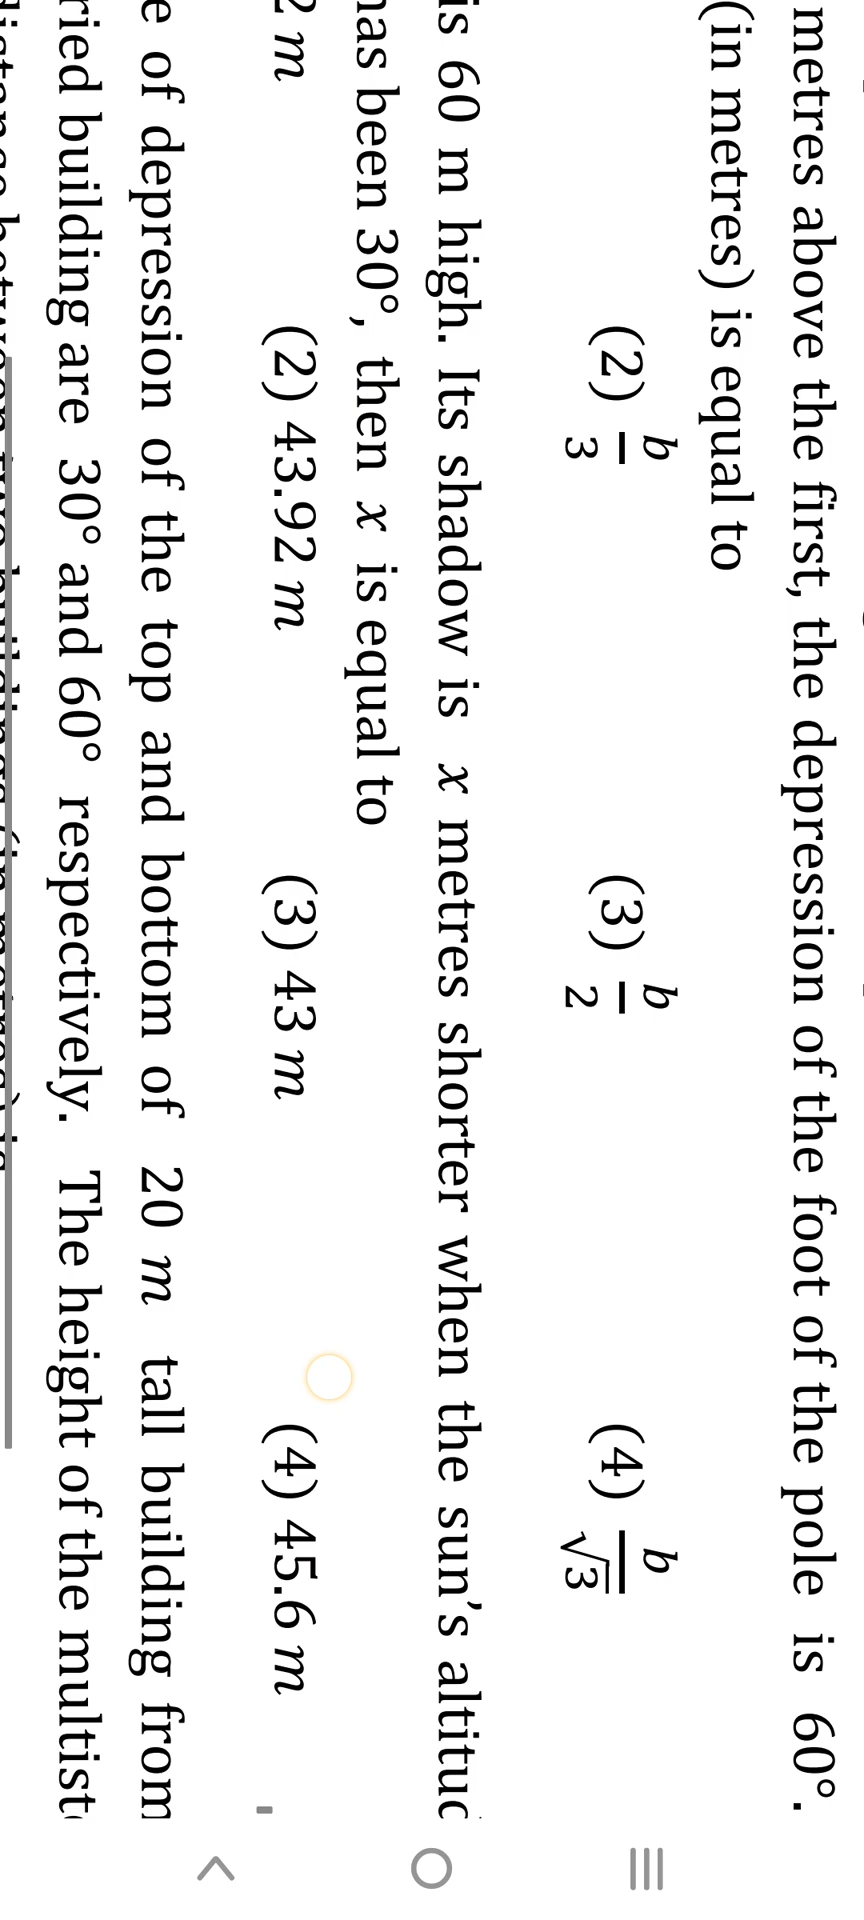 metres above the first, the depression of the foot of the pole is 60°.
(in metres) is equal to
(2) b/3 (3) b/2 (4) b/√3
is 60 m high. Its shadow is x metres shorter when the sun's
has been 30°, then x is equal to
2 m (2) 43.92 m (3) 43 m (4) 45.6 m
of depression of the top and bottom of 20 m tall building from
building are 30° and 60° respectively. The height of the